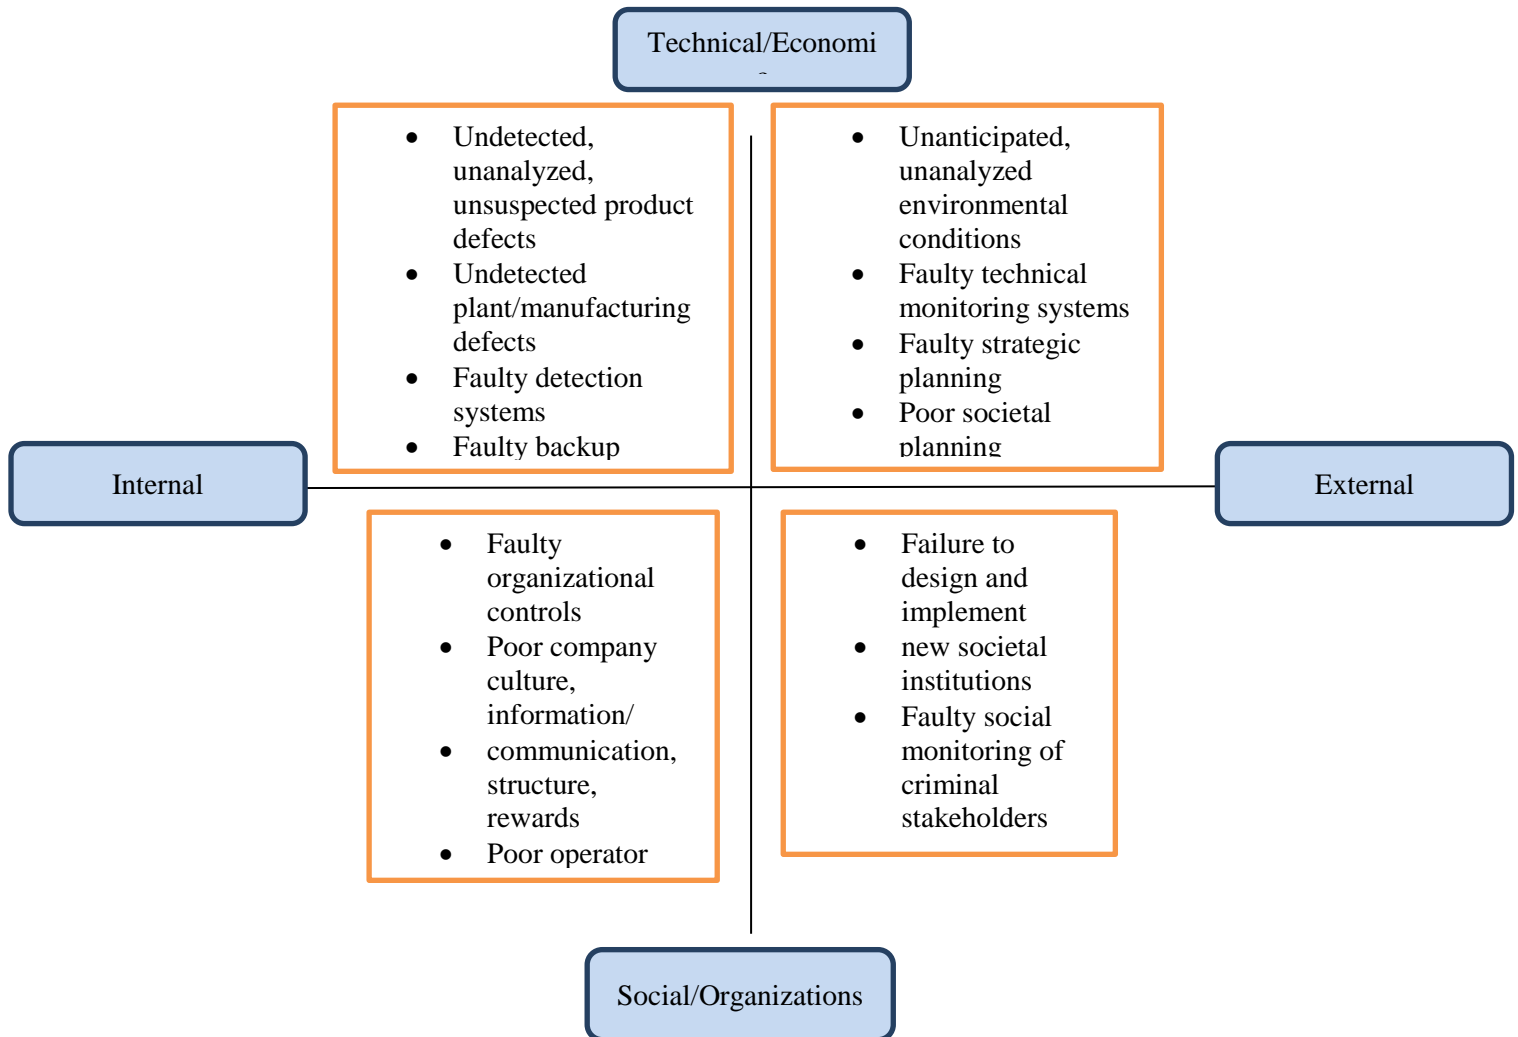 Technical/Economi
• Undetected,
unanalyzed,
unsuspected product
defects
• Undetected
plant/manufacturing
defects
• Faulty detection
systems
• Faulty backup
• Unanticipated,
unanalyzed
environmental
conditions
• Faulty technical
monitoring systems
• Faulty strategic
planning
• Poor societal
planning
Internal
External
• Faulty
organizational
controls
• Poor company
culture,
information/
• communication,
structure,
rewards
• Poor operator
• Failure to
design and
implement
• new societal
institutions
• Faulty social
monitoring of
criminal
stakeholders
Social/Organizations